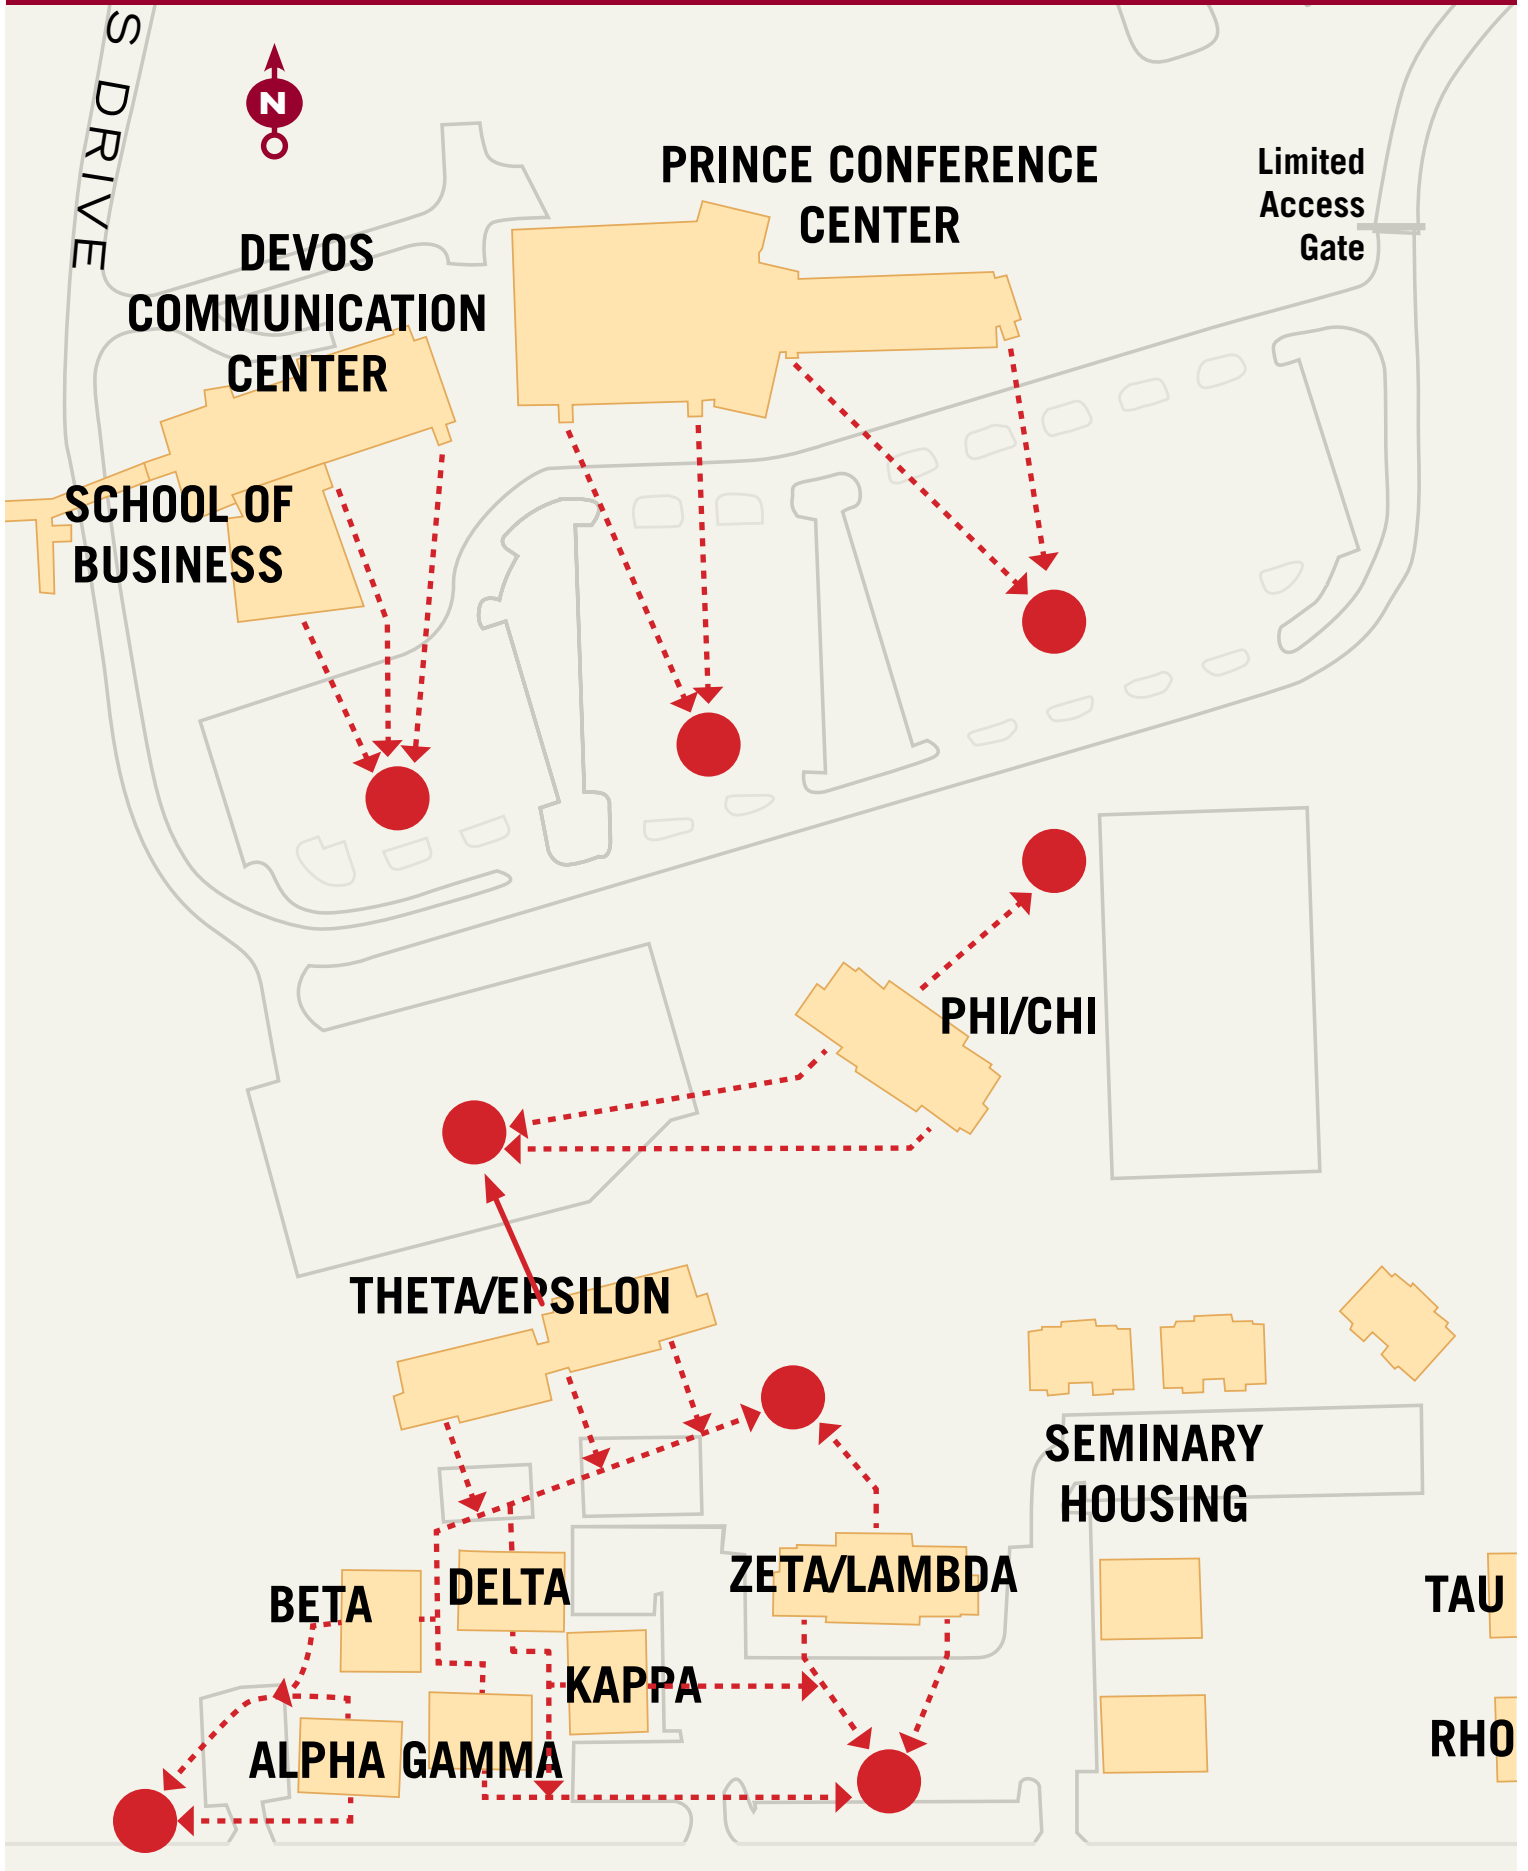 S DRIVE
N
PRINCE CONFERENCE
CENTER
Limited
Access
Gate
DEVOS
COMMUNICATION
CENTER
SCHOOL OF
BUSINESS
PHI/CHI
THETA/EPSILON
SEMINARY
HOUSING
ZETA/LAMBDA
DELTA
BETA
TAU
KAPPA
RHO
ALPHA
GAMMA